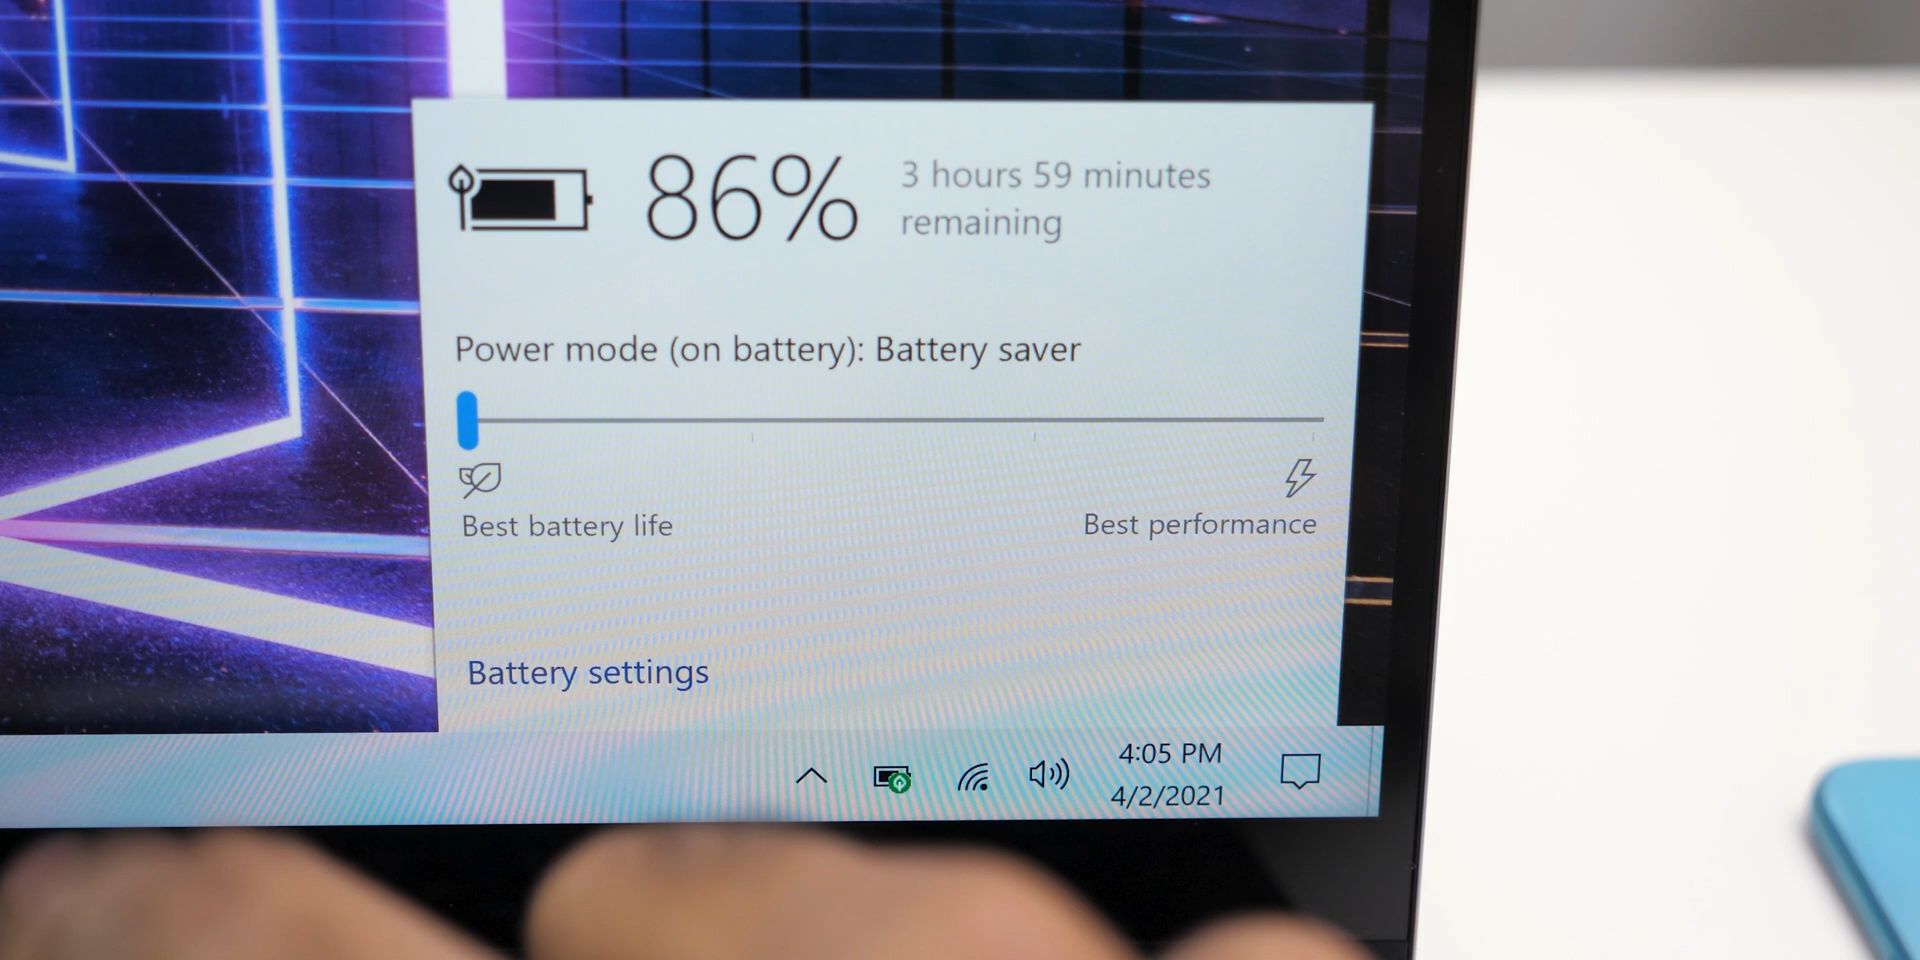 86%
3 hours 59 minutes
remaining
Power mode (on battery): Battery saver
Best battery life
Best performance
Battery settings
4:05 PM
4/2/2021